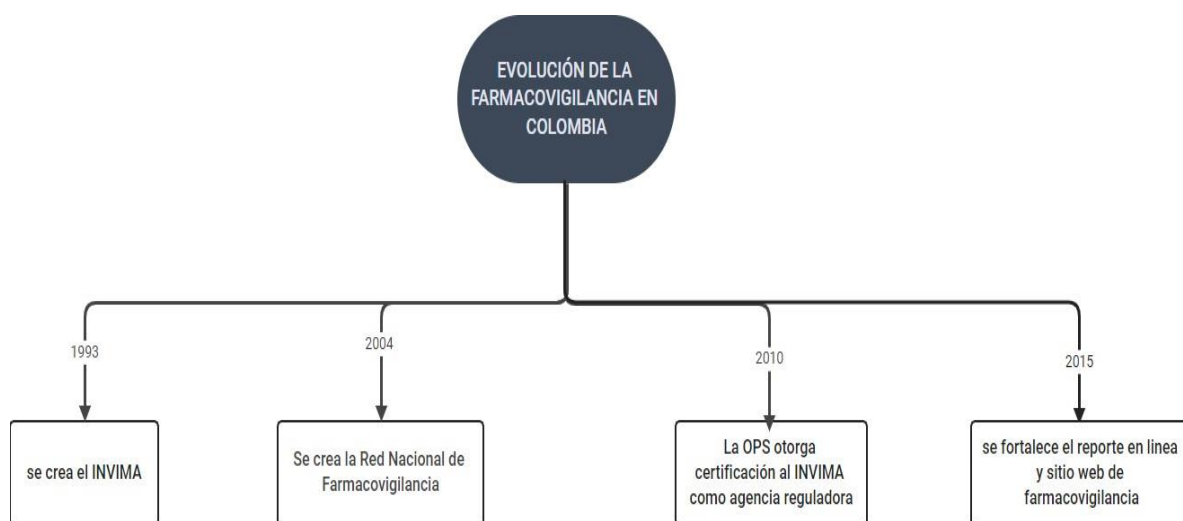 EVOLUCIÓN DE LA
FARMACOVIGILANCIA EN
COLOMBIA
1993
2004
2010
2015
se crea el INVIMA
Se crea la Red Nacional de
Farmacovigilancia
La OPS otorga
certificación al INVIMA
como agencia reguladora
se fortalece el reporte en linea
y sitio web de
farmacovigilancia